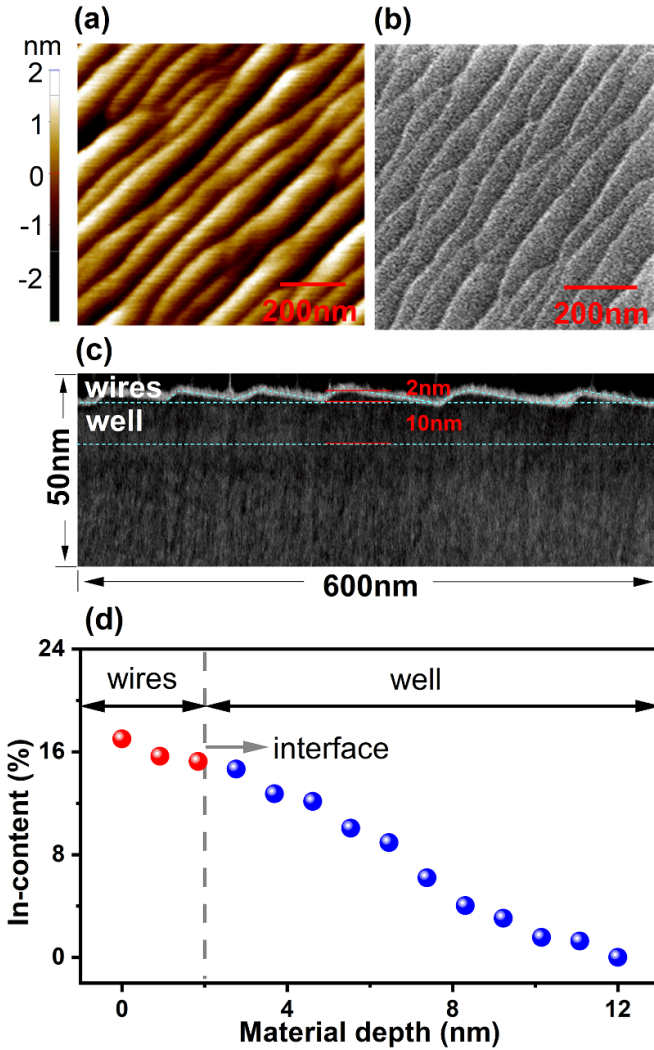 (a)
(b)
nm
2
1
0
-1
-2
200nm
200nm
(c)
wires
well
2nm
10nm
50nm
600nm
(d)
24
16
8
0
In-content (%)
wires
well
interface
0
4
8
12
Material depth (nm)